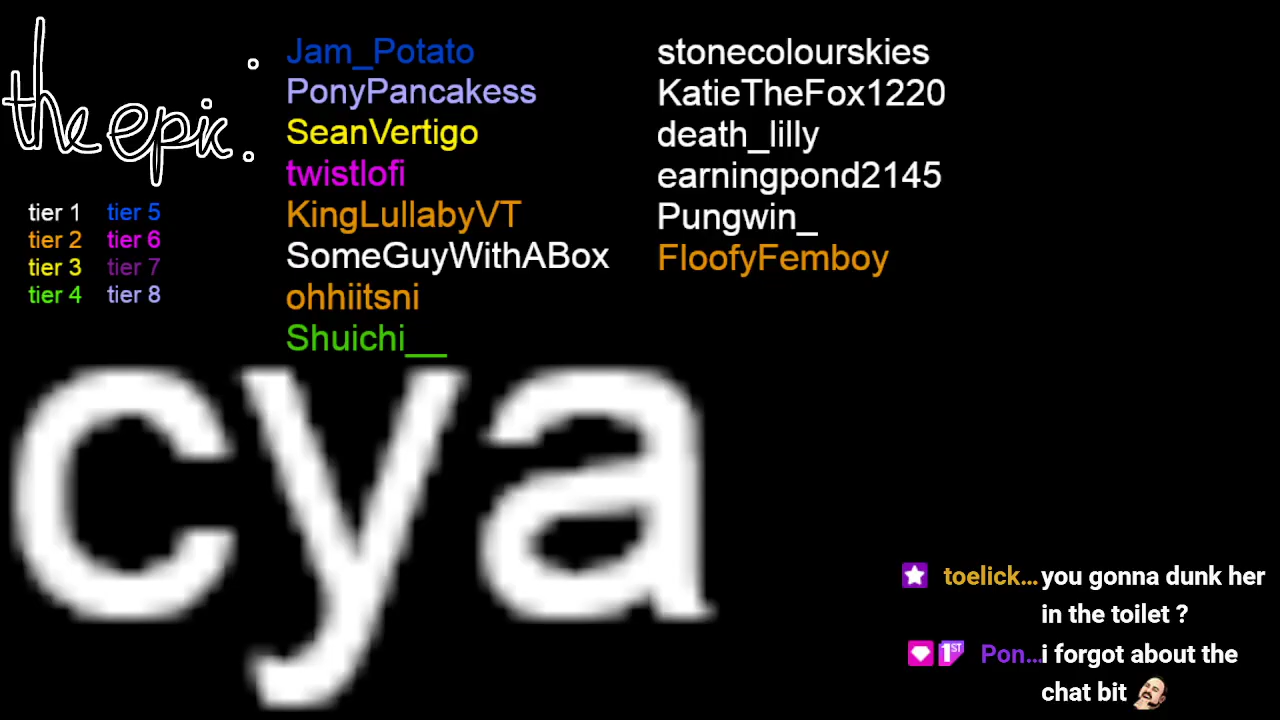 the epic :
tier 1 tier 5
tier 2 tier 6
tier 3 tier 7
tier 4 tier 8
Jam_Potato
PonyPancakess
SeanVertigo
twistlofi
KingLullabyVT
SomeGuyWithABox
ohhiitsni
Shuichi__
stonecolourskies
KatieTheFox1220
death_lilly
earningpond2145
Pungwin_
FloofyFemboy
cya
toelick… you gonna dunk her
in the toilet ?
1ST Pon… i forgot about the
chat bit